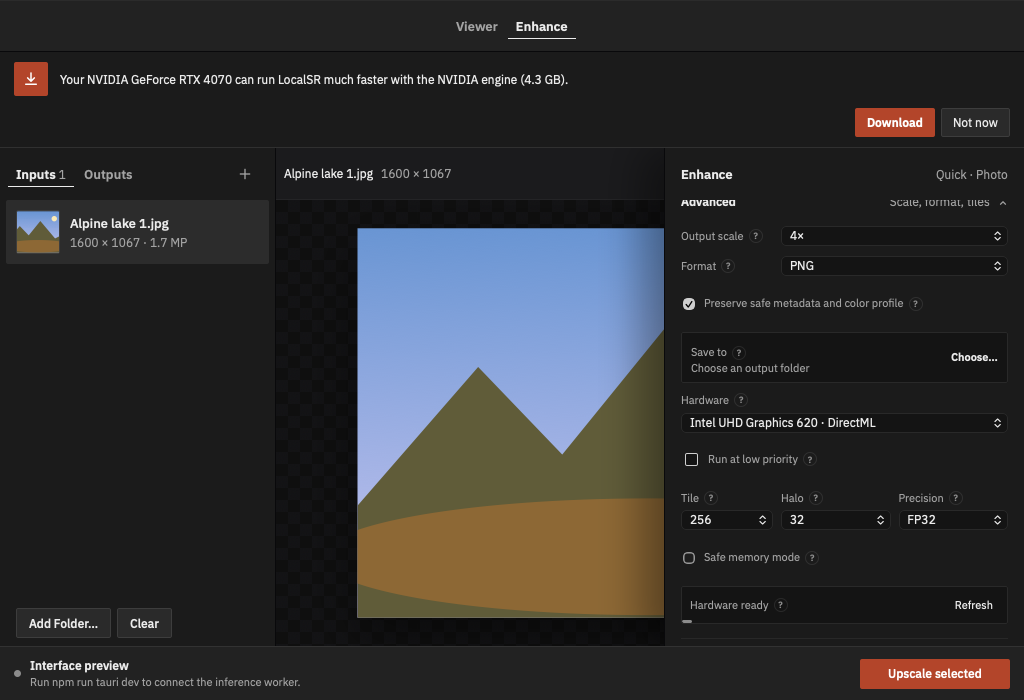 Viewer Enhance
Your NVIDIA GeForce RTX 4070 can run LocalSR much faster with the NVIDIA engine (4.3 GB).
Download Not now
Inputs 1 Outputs
Alpine lake 1.jpg
1600 × 1067 · 1.7 MP
Add Folder... Clear
Alpine lake 1.jpg 1600 × 1067
Enhance Quick · Photo
Advanced Scale, format, tiles
Output scale ? 4×
Format ? PNG
Preserve safe metadata and color profile ?
Save to ?
Choose an output folder
Choose...
Hardware ?
Intel UHD Graphics 620 · DirectML
Run at low priority ?
Tile ? Halo ? Precision ?
256 32 FP32
Safe memory mode ?
Hardware ready ? Refresh
Interface preview
Run npm run tauri dev to connect the inference worker.
Upscale selected